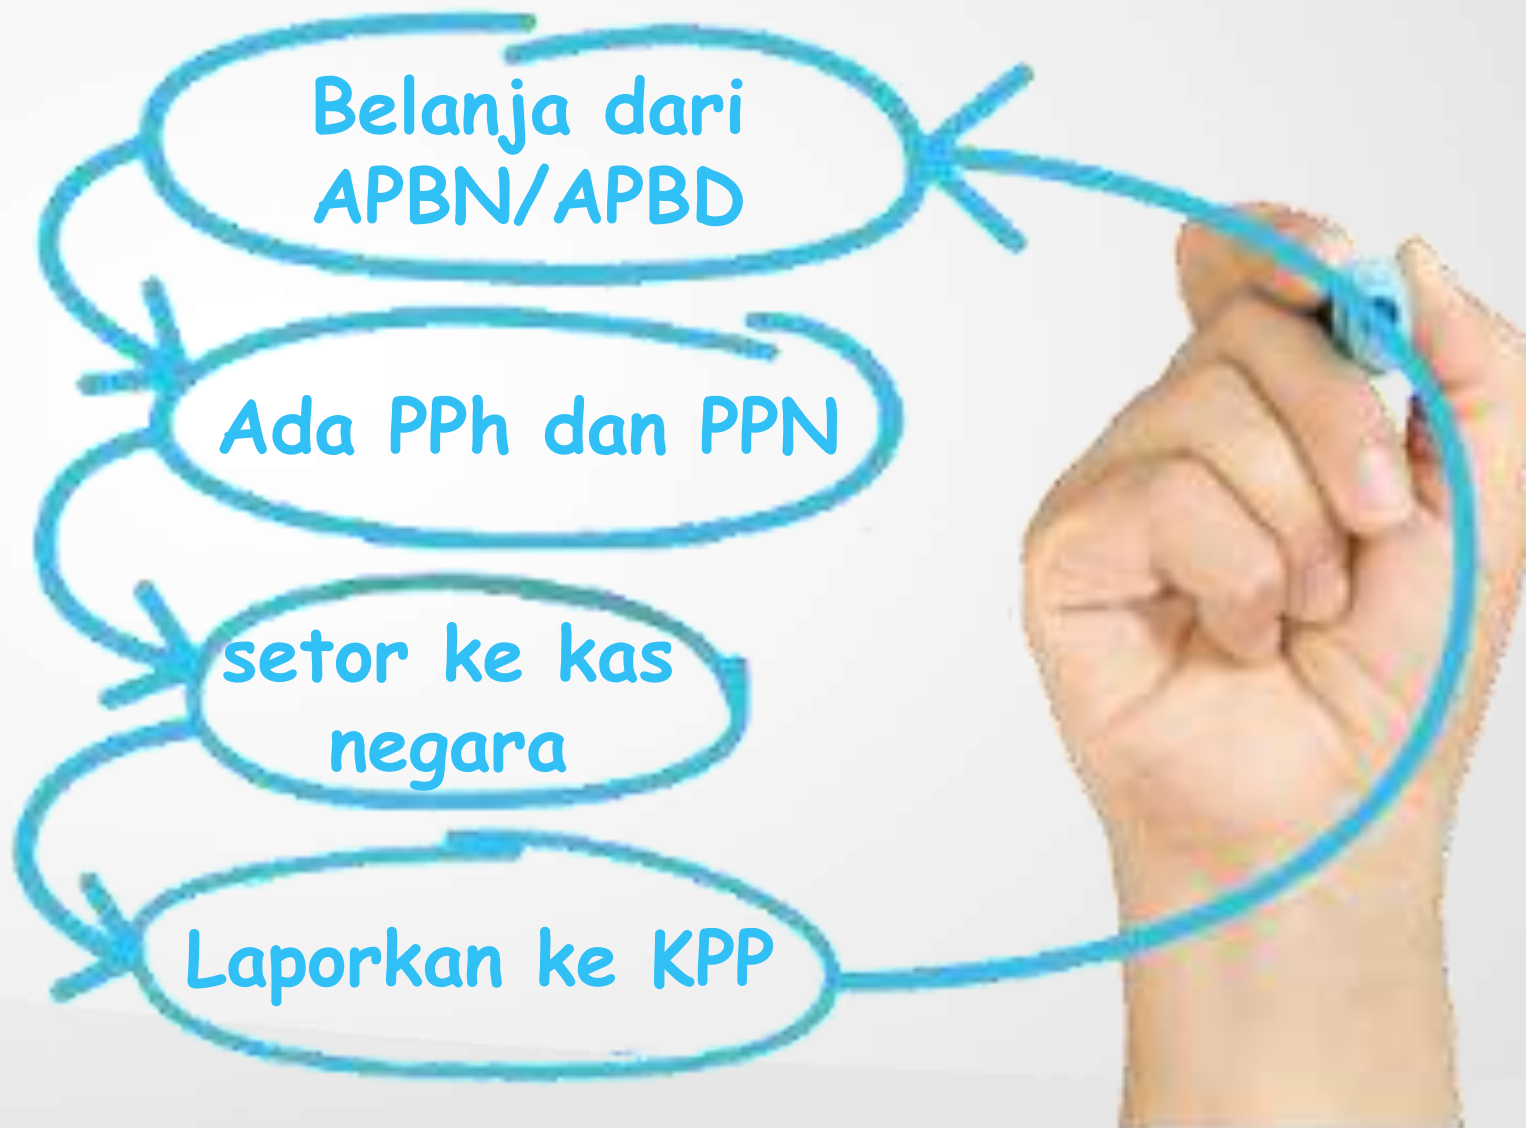 Belanja dari
APBN/APBD
Ada PPh dan PPN
setor ke kas
negara
Laporkan ke KPP